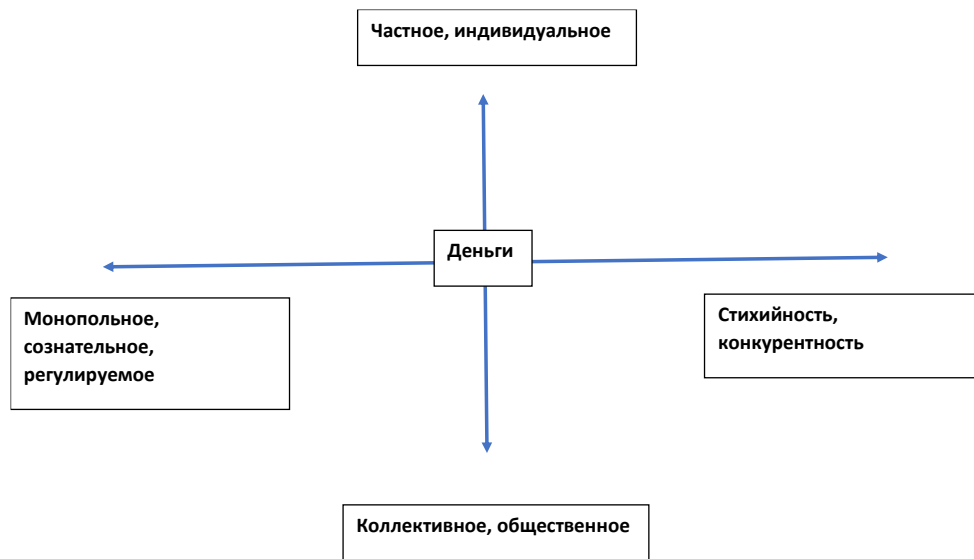 Частное, индивидуальное
Деньги
Монопольное,
сознательное,
регулируемое
Стихийность,
конкурентность
Коллективное, общественное